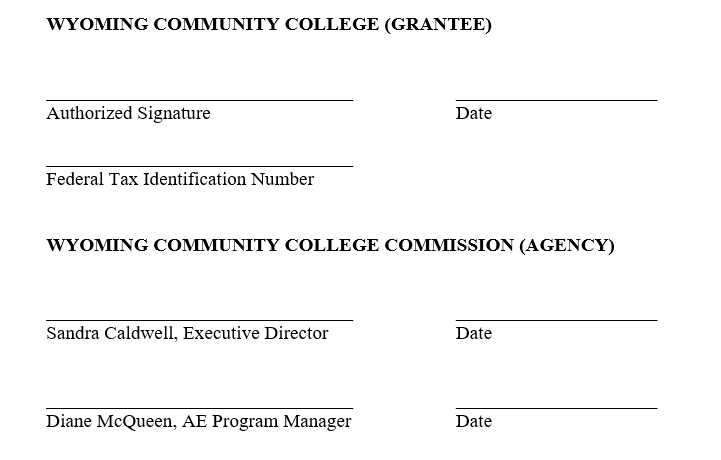 WYOMING COMMUNITY COLLEGE (GRANTEE)
Authorized Signature Date
Federal Tax Identification Number
WYOMING COMMUNITY COLLEGE COMMISSION (AGENCY)
Sandra Caldwell, Executive Director Date
Diane McQueen, AE Program Manager Date